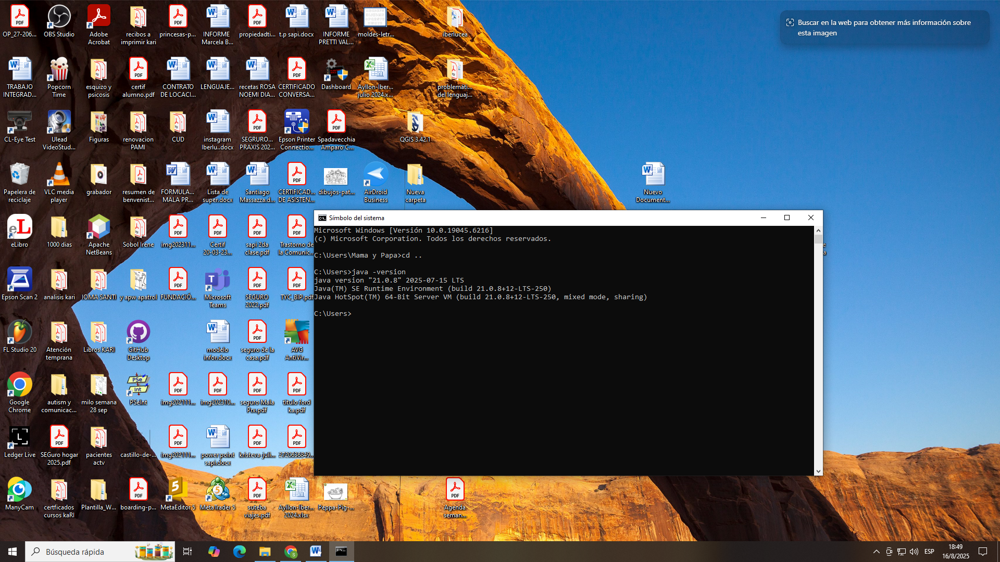 OP_27-206...
OBS Studio
Adobe
Acrobat
recibos a
imprimir kari
princesas-p...
INFORME
Marcela B...
propiedadti...
t.p sapi.docx
INFORME
PRETTI VAL...
moldes-letr...
iberlucea
Buscar en la web para obtener más información sobre
esta imagen
TRABAJO
INTEGRAD...
Popcorn
Time
esquizo y
psicosis
certif
alumno.pdf
CONTRATO
DE LOCACI...
LENGUAJE...
recetas ROSA
NOEMI DIA...
CERTIFICADO
CONVERSA...
Dashboard
Ayllon-Iber...
julio 2024.x...
problemáti...
del lenguaj...
CL-Eye Test
Ulead
VideoStud...
Figuras
renovacion
PAMI
CUD
instagram
Iberlu..docx
SEGRURO...
PRAXIS 202...
Epson Printer
Connectio...
Spadavecchia
Amparo C...
QGIS 3.42.1
Papelera de
reciclaje
VLC media
player
grabador
resumen de
benvenist...
FORMULA...
MALA PR...
Lista de
super.docx
Santiago
Massazza.d...
CERTIFICAD...
DE ASISTEN...
dibujos-pat...
AirDroid
Business
Nueva
carpeta
Nuevo
Document...
eLibro
1000 dias
Apache
NetBeans
Sobol Irene
img202311...
Certif
20-03-23...
sapi 2da
clase.pdf
Trastorno de
la Comunic...
Epson Scan 2
analisis kari
IOMA SANTI
y apw apatrol
FUNDACIÓ...
Microsoft
Teams
SEGURO
2022.pdf
TYC_BIP.pdf
FL Studio 20
Atención
temprana
Libros KARI
GitHub
Desktop
modelo
infor.docx
seguro de la
casa.pdf
AVG
AntiVir...
Google
Chrome
autism y
comunicac...
milo semana
28 sep
PSeInt
img202111...
img202310...
seguro Mala
Prx.pdf
titulo ford
ka.pdf
Ledger Live
SEGuro hogar
2025.pdf
pacientes
actv
castillo-de-...
img202111...
power point
sapi.docx
kristeva-juli...
2720636849...
ManyCam
certficados
cursos kaRI
Plantilla_W...
boarding-p...
MetaEditor 5
MetaTrader 5
suteba
viajes.pdf
Ayllon-Iber...
2024.xlsx
Peppa-Pig-...
Agenda
seman...
Símbolo del sistema
Microsoft Windows [Versión 10.0.19045.6216]
(c) Microsoft Corporation. Todos los derechos reservados.
C:\Users\Mama y Papa>cd ..
C:\Users>java -version
java version "21.0.8" 2025-07-15 LTS
Java(TM) SE Runtime Environment (build 21.0.8+12-LTS-250)
Java HotSpot(TM) 64-Bit Server VM (build 21.0.8+12-LTS-250, mixed mode, sharing)
C:\Users>
Búsqueda rápida
ESP
18:49
16/8/2025